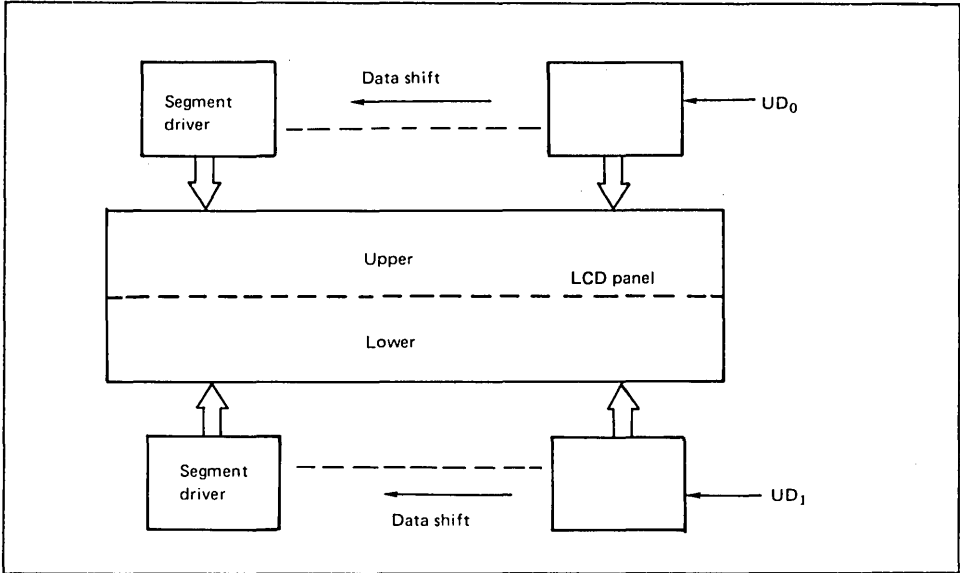 Data shift
Segment
driver
UD₀
Upper
LCD panel
Lower
Segment
driver
UD₁
Data shift